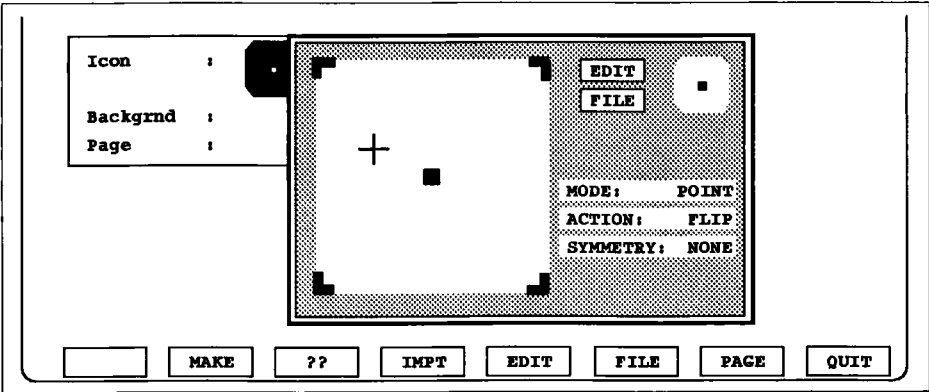 Icon :
Backgrnd :
Page :
EDIT
FILE
MODE: POINT
ACTION: FLIP
SYMMETRY: NONE
MAKE ?? IMPT EDIT FILE PAGE QUIT